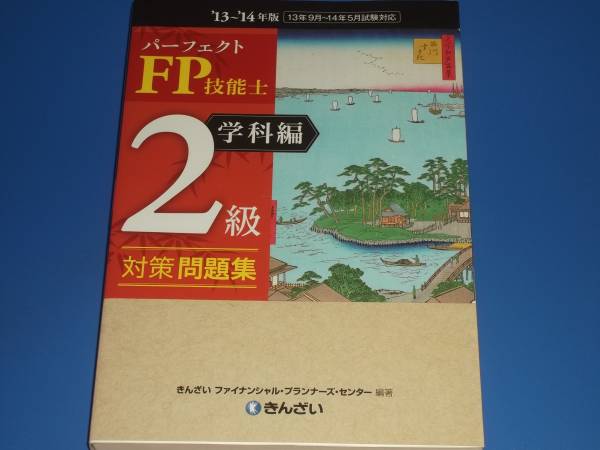 '13~'14年版
13年9月~14年5月試験対応
パーフェクト
FP技能士
2級
学科編
対策問題集
きんざい ファイナンシャル・プランナーズ・センター 編著
きんざい